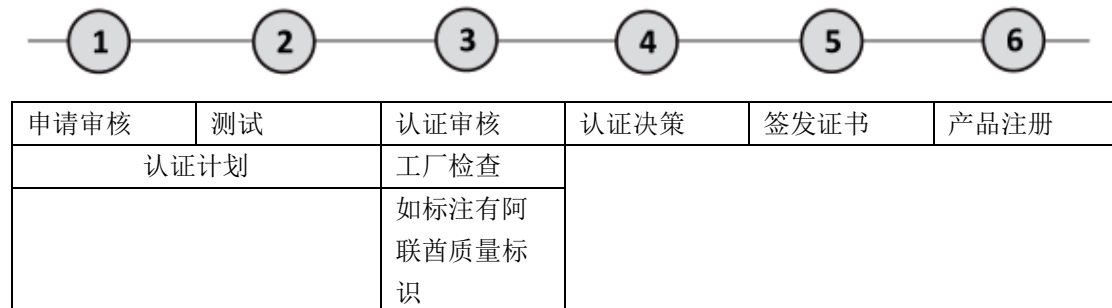 1 2 3 4 5 6
申请审核 测试 认证审核 认证决策 签发证书 产品注册
认证计划 工厂检查
如标注有阿
联酋质量标
识